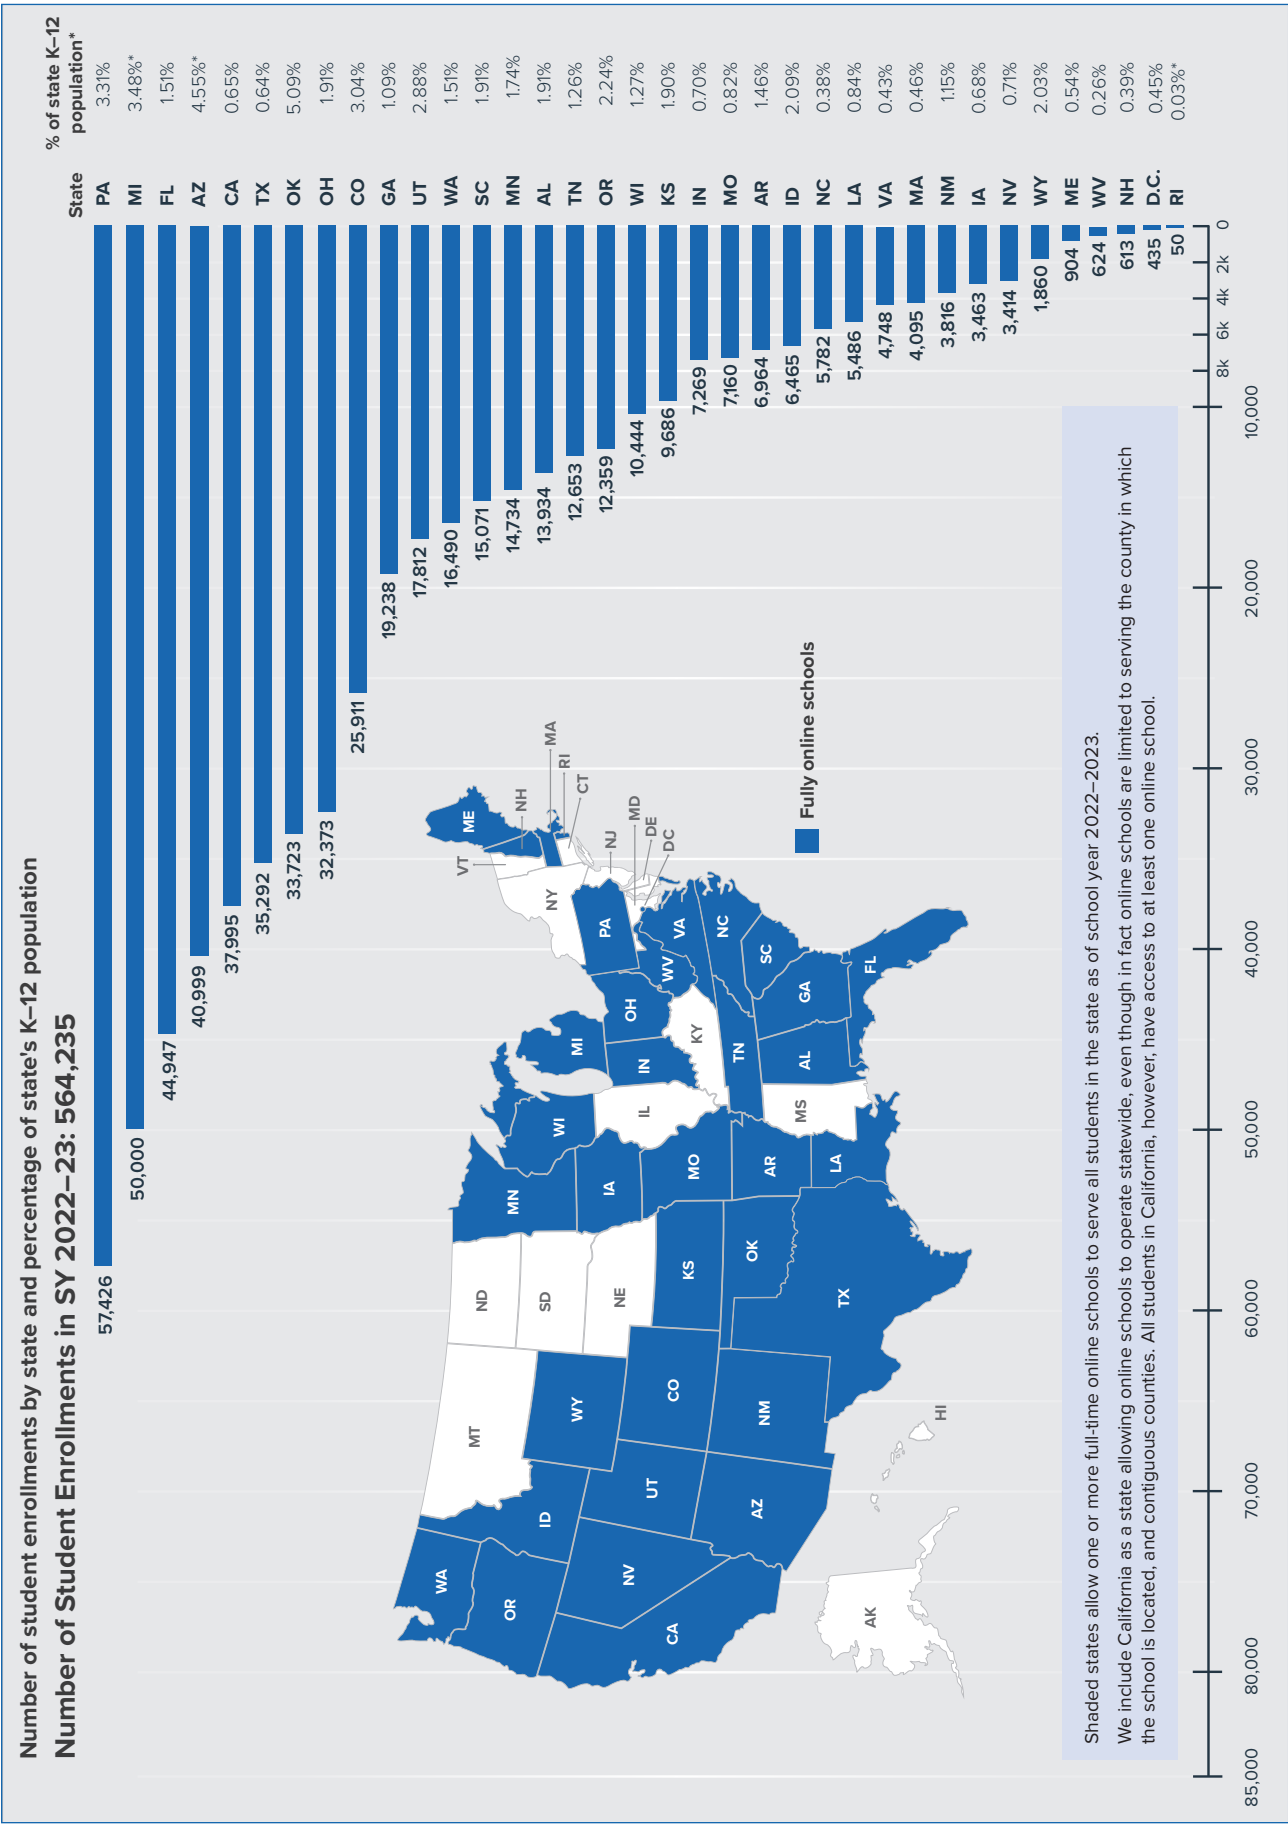 Number of student enrollments by state and percentage of state's K–12 population
Number of Student Enrollments in SY 2022–23: 564,235
State
% of state K–12
population*
57,426 PA 3.31%
50,000 MI 3.48%*
44,947 FL 1.51%
40,999 AZ 4.55%*
37,995 CA 0.65%
35,292 TX 0.64%
33,723 OK 5.09%
32,373 OH 1.91%
25,911 CO 3.04%
19,238 GA 1.09%
17,812 UT 2.88%
16,490 WA 1.51%
15,071 SC 1.91%
14,734 MN 1.74%
13,934 AL 1.91%
12,653 TN 1.26%
12,359 OR 2.24%
10,444 WI 1.27%
9,686 KS 1.90%
7,269 IN 0.70%
7,160 MO 0.82%
6,964 AR 1.46%
6,465 ID 2.09%
5,782 NC 0.38%
5,486 LA 0.84%
4,748 VA 0.43%
4,095 MA 0.46%
3,816 NM 1.15%
3,463 IA 0.68%
3,414 NV 0.71%
1,860 WY 2.03%
904 ME 0.54%
624 WV 0.26%
613 NH 0.39%
435 D.C. 0.45%
50 RI 0.03%*
WA
OR
CA
NV
ID
MT
WY
UT
AZ
CO
NM
ND
SD
NE
KS
OK
TX
MN
IA
MO
AR
LA
WI
IL
MI
IN
OH
KY
TN
MS
AL
GA
FL
SC
NC
VA
WV
PA
NY
VT
NH
ME
MA
RI
CT
NJ
MD
DE
DC
AK
HI
Fully online schools
Shaded states allow one or more full-time online schools to serve all students in the state as of school year 2022–2023.
We include California as a state allowing online schools to operate statewide, even though in fact online schools are limited to serving the county in which
the school is located, and contiguous counties. All students in California, however, have access to at least one online school.
85,000 80,000 70,000 60,000 50,000 40,000 30,000 20,000 10,000 8k 6k 4k 2k 0